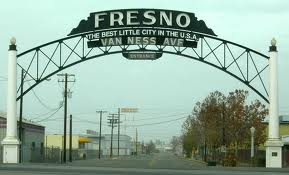 FRESNO
THE BEST LITTLE CITY IN THE U.S.A.
VAN NESS AVE
ENTRANCE